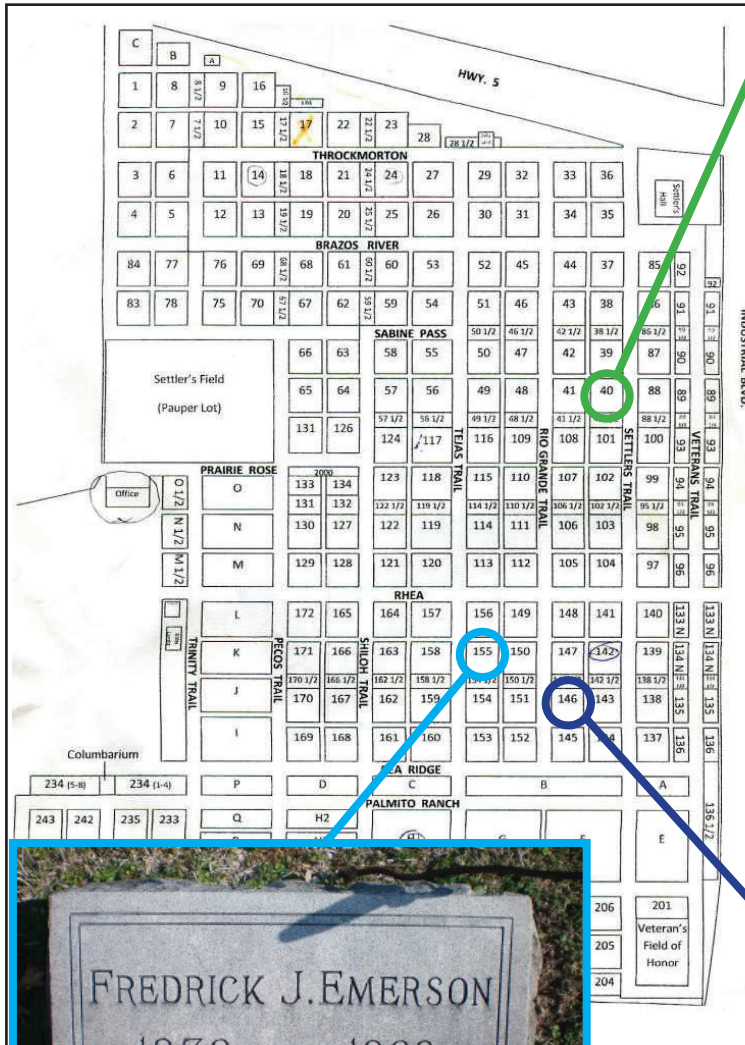 C
B
A
HWY. 5
1 8 8 1/2 9 16
2 7 7 1/2 10 15 17 1/2 17 22 22 1/2 23 28 28 1/2
THROCKMORTON
3 6 11 14 18 1/2 18 21 24 1/2 24 27 29 32 33 36
Settler's Hall
4 5 12 13 19 1/2 19 20 25 1/2 25 26 30 31 34 35
BRAZOS RIVER
84 77 76 69 68 1/2 68 61 60 1/2 60 53 52 45 44 37 85 92 92
83 78 75 70 67 1/2 67 62 59 1/2 59 54 51 46 43 38 86 91 91
INDUSTRIAL BLVD.
SABINE PASS
50 1/2 46 1/2 42 1/2 38 1/2 86 1/2
66 63 58 55 50 47 42 39 87 90 90
Settler's Field
(Pauper Lot)
65 64 57 56 49 48 41 40 88 89 89
57 1/2 56 1/2 49 1/2 48 1/2 41 1/2 88 1/2
131 126 124 117 116 109 108 101 100 93 93
TEJAS TRAIL
RIO GRANDE TRAIL
SETTLERS TRAIL
VETERANS TRAIL
PRAIRIE ROSE
2000
Office
O 1/2 O 133 134 123 118 115 110 107 102 99 94 94
131 132 122 1/2 119 1/2 114 1/2 110 1/2 106 1/2 102 1/2 95 1/2
N 1/2 N 130 127 122 119 114 111 106 103 98 95 95
M 1/2 M 129 128 121 120 113 112 105 104 97 96 96
RHEA
L 172 165 164 157 156 149 148 141 140 133 N 133 N
TRINITY TRAIL
PECOS TRAIL
SHILOH TRAIL
K 171 166 163 158 155 150 147 142 139 134 N 134 N
170 1/2 166 1/2 162 1/2 158 1/2 150 1/2 142 1/2 138 1/2
J 170 167 162 159 154 151 146 143 138 135 135
I 169 168 161 160 153 152 145 137 136 136
Columbarium
RIDGE
234 (5-8) 234 (1-4) P D C B A
PALMITO RANCH
136 1/2
243 242 235 233 Q H2 E
206 201
Veteran's
Field of
Honor
205
204
FREDRICK J. EMERSON